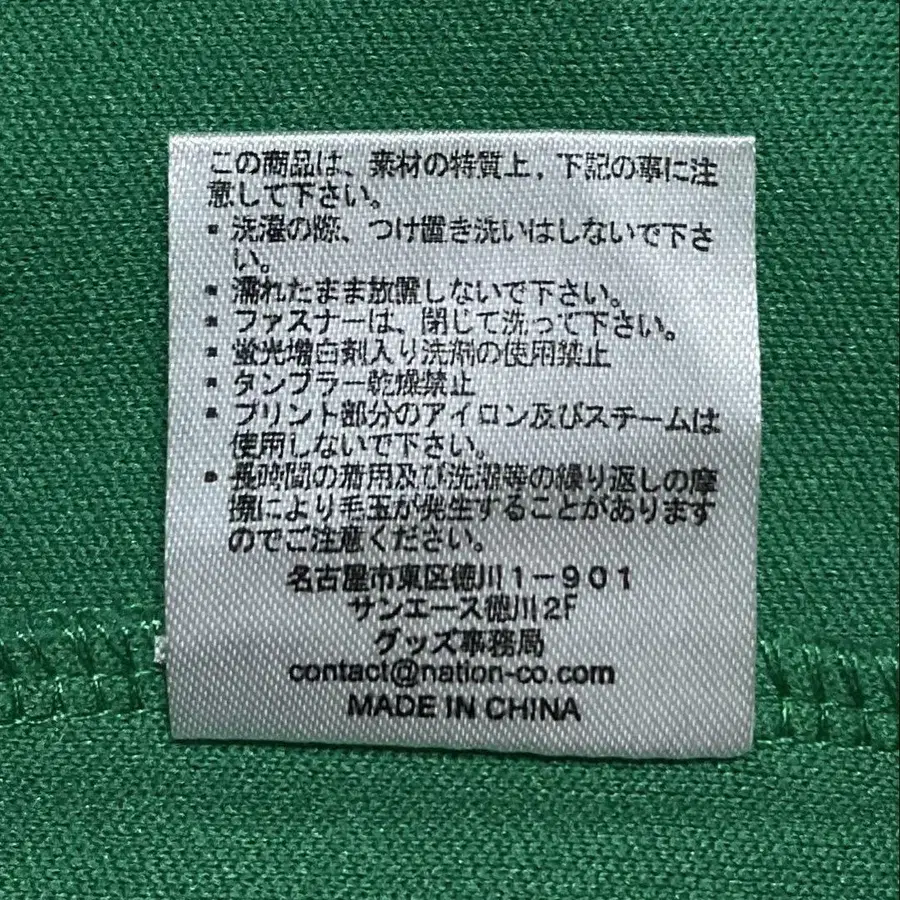 この商品は、素材の特質上，下記の事に注
意して下さい。
▪ 洗濯の際、つけ置き洗いはしないで下さ
い。
▪ 濡れたまま放置しないで下さい。
▪ ファスナーは、閉じて洗って下さい。
▪ 蛍光増白剤入り洗剤の使用禁止
▪ タンブラー乾燥禁止
▪ プリント部分のアイロン及びスチームは
使用しないで下さい。
▪ 長時間の着用及び洗濯等の繰り返しの摩
擦により毛玉が発生することがあります
のでご注意ください。
名古屋市東区徳川1-901
サンエース徳川2F
グッズ事務局
contact@nation-co.com
MADE IN CHINA